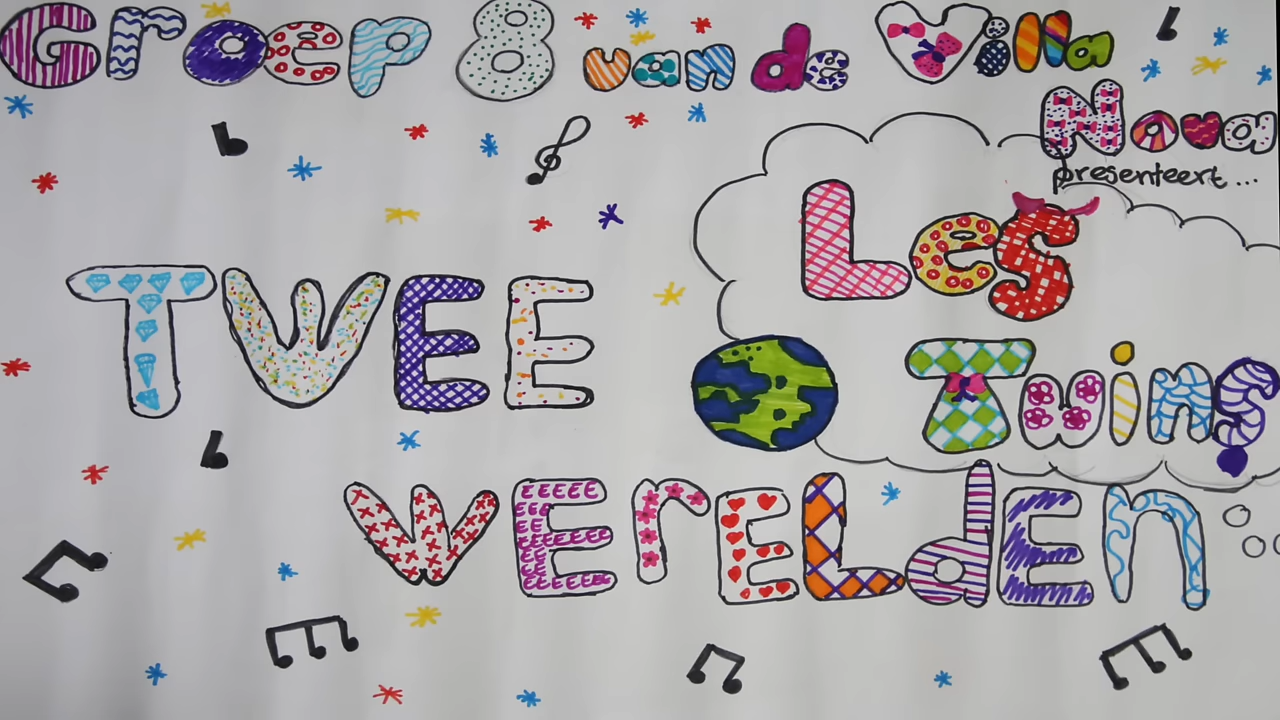 Groep 8 van de Villa
Nova
presenteert...
Les
Twins
TWEE
wErELdEn